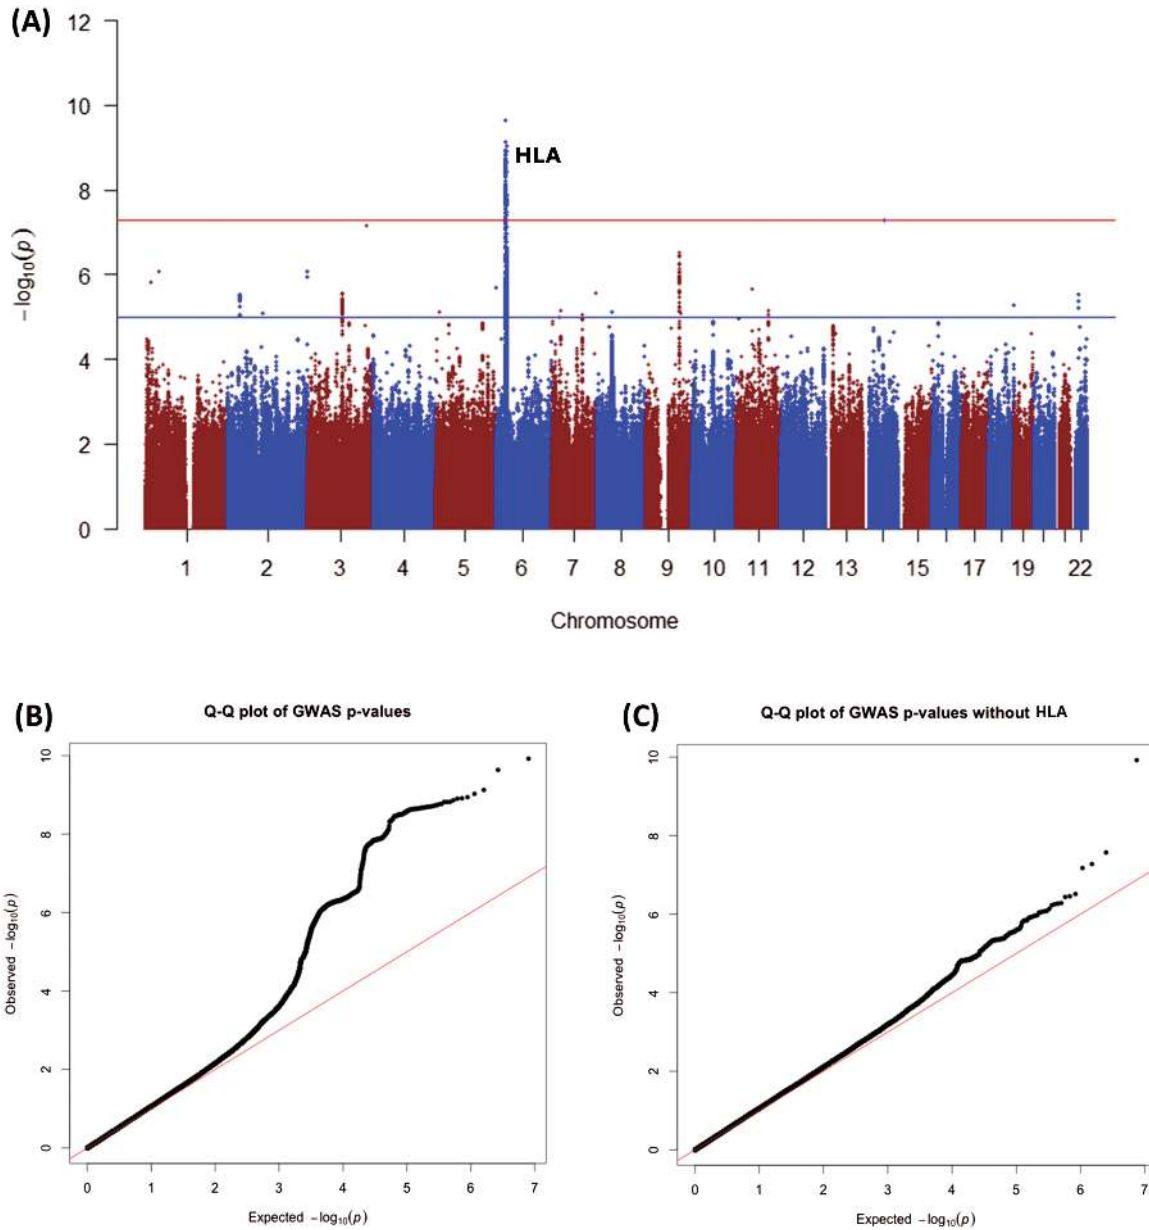 (A)
12
10
8
6
4
2
0
−log10(p)
HLA
1 2 3 4 5 6 7 8 9 10 11 12 13 15 17 19 22
Chromosome
(B)
Q-Q plot of GWAS p-values
10
8
6
4
2
0
Observed −log10(p)
0 1 2 3 4 5 6 7
Expected −log10(p)
(C)
Q-Q plot of GWAS p-values without HLA
10
8
6
4
2
0
Observed −log10(p)
0 1 2 3 4 5 6 7
Expected −log10(p)